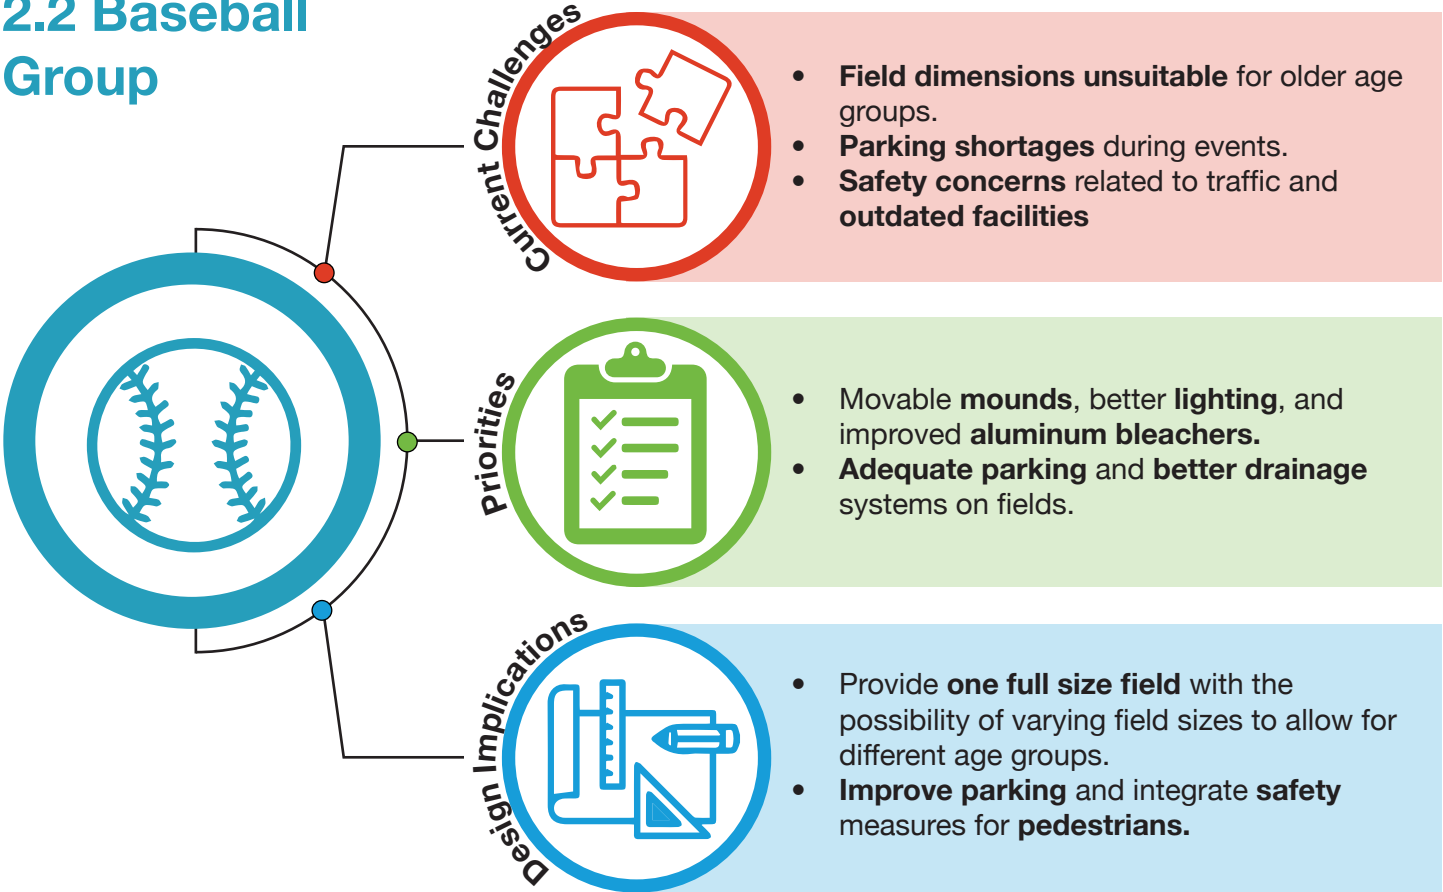 2.2 Baseball
Group
Current Challenges
• Field dimensions unsuitable for older age
groups.
• Parking shortages during events.
• Safety concerns related to traffic and
outdated facilities
Priorities
• Movable mounds, better lighting, and
improved aluminum bleachers.
• Adequate parking and better drainage
systems on fields.
Design Implications
• Provide one full size field with the
possibility of varying field sizes to allow for
different age groups.
• Improve parking and integrate safety
measures for pedestrians.